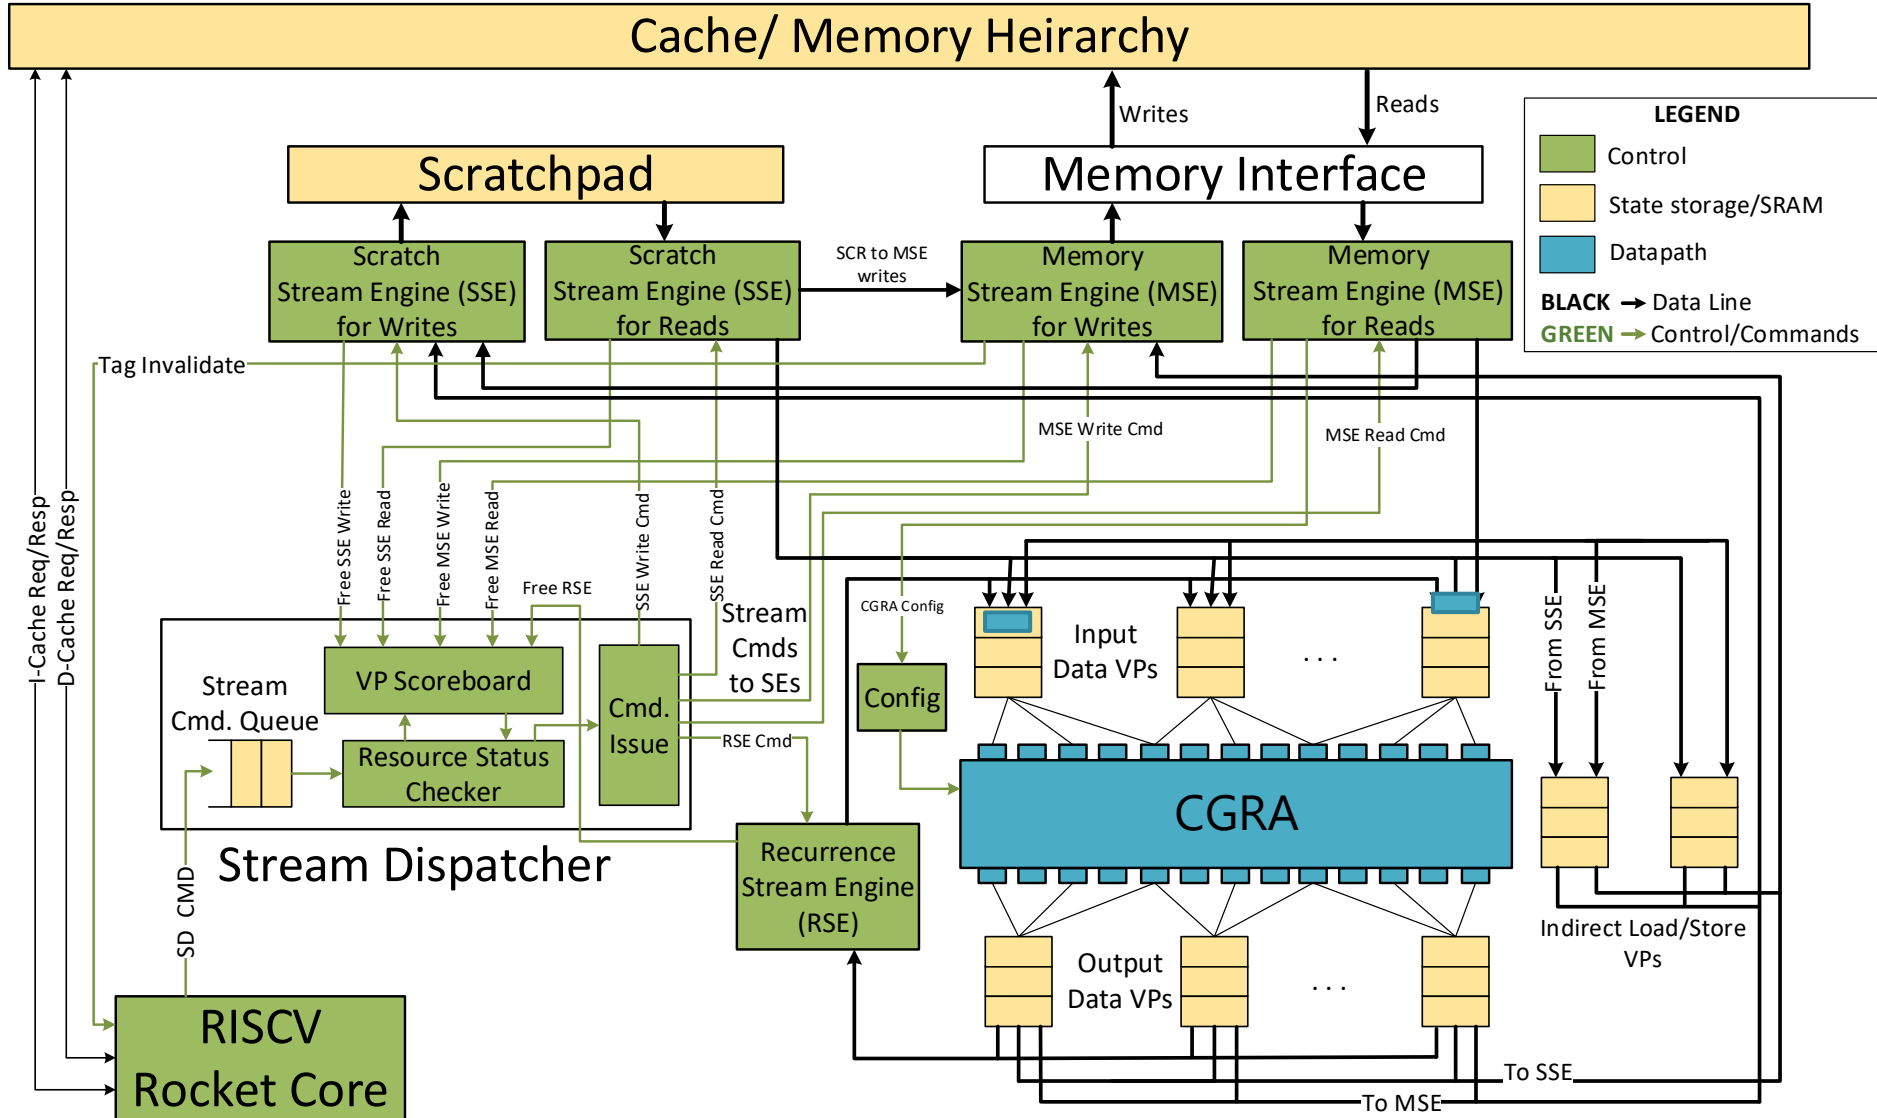 Cache/ Memory Heirarchy
Writes
Reads
LEGEND
Control
State storage/SRAM
Datapath
BLACK → Data Line
GREEN → Control/Commands
Scratchpad
Memory Interface
Scratch
Stream Engine (SSE)
for Writes
Scratch
Stream Engine (SSE)
for Reads
SCR to MSE
writes
Memory
Stream Engine (MSE)
for Writes
Memory
Stream Engine (MSE)
for Reads
Tag Invalidate
MSE Write Cmd
MSE Read Cmd
I-Cache Req/Resp
D-Cache Req/Resp
Free SSE Write
Free SSE Read
Free MSE Write
Free MSE Read
Free RSE
SSE Write Cmd
SSE Read Cmd
Stream
Cmds
to SEs
CGRA Config
From SSE
From MSE
Input
Data VPs
. . .
VP Scoreboard
Stream
Cmd. Queue
Resource Status
Checker
Cmd.
Issue
RSE Cmd
Config
CGRA
Stream Dispatcher
Recurrence
Stream Engine
(RSE)
SD CMD
Indirect Load/Store
VPs
Output
Data VPs
. . .
RISCV
Rocket Core
To SSE
To MSE